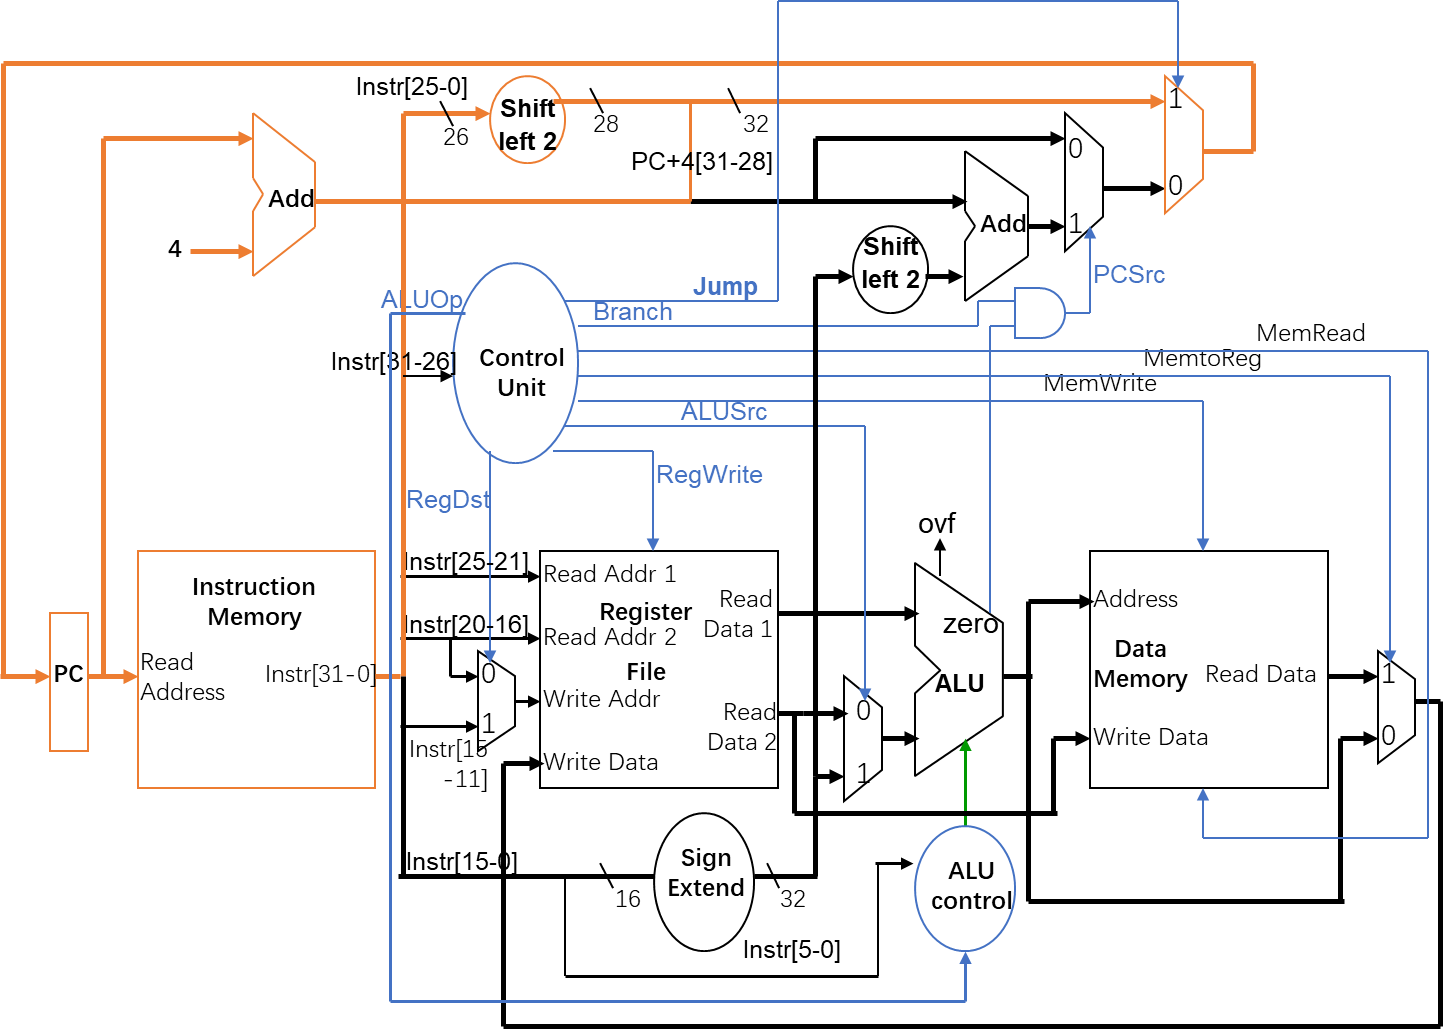 Instr[25-0]
26
Shift
left 2
28
32
PC+4[31-28]
1
0
0
1
Add
4
Add
Shift
left 2
PCSrc
ALUOp
Jump
Branch
Instr[31-26]
Control
Unit
MemRead
MemtoReg
MemWrite
ALUSrc
RegWrite
RegDst
ovf
Instruction
Memory
Read
Address
Instr[31-0]
PC
Instr[25-21]
Instr[20-16]
0
1
Instr[15
-11]
Read Addr 1
Register
Read Addr 2
File
Write Addr
Write Data
Read
Data 1
Read
Data 2
0
1
zero
ALU
Address
Data
Memory
Read Data
Write Data
1
0
Instr[15-0]
16
Sign
Extend
32
ALU
control
Instr[5-0]